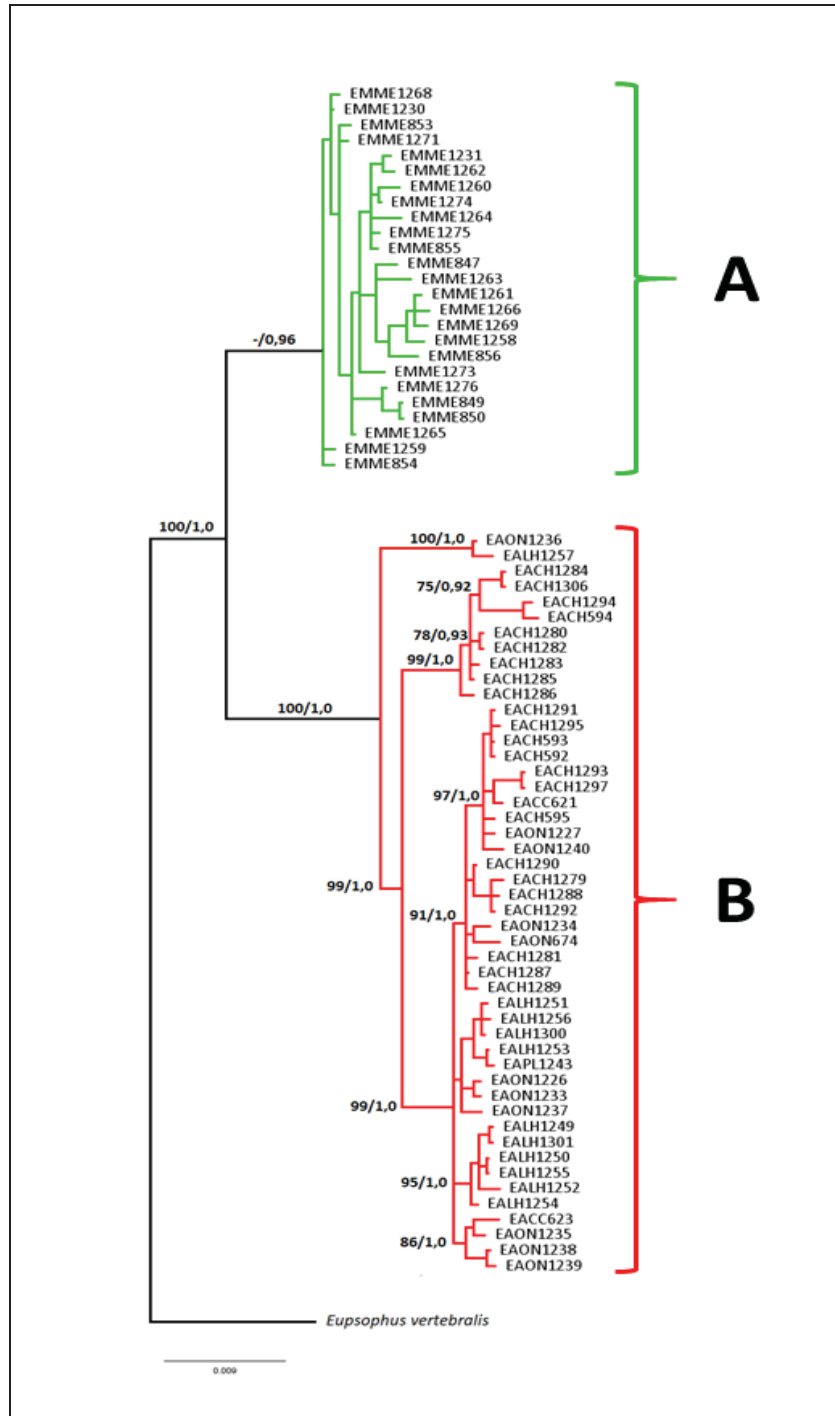 EMME1268
EMME1230
EMME853
EMME1271
EMME1231
EMME1262
EMME1260
EMME1274
EMME1264
EMME1275
EMME855
EMME847
EMME1263
EMME1261
EMME1266
EMME1269
EMME1258
EMME856
EMME1273
EMME1276
EMME849
EMME850
EMME1265
EMME1259
EMME854
A
-/0,96
100/1,0
100/1,0
EAON1236
EALH1257
EACH1284
EACH1306
EACH1294
EACH594
EACH1280
EACH1282
EACH1283
EACH1285
EACH1286
EACH1291
EACH1295
EACH593
EACH592
EACH1293
EACH1297
EACC621
EACH595
EAON1227
EAON1240
EACH1290
EACH1279
EACH1288
EACH1292
EAON1234
EAON674
EACH1281
EACH1287
EACH1289
EALH1251
EALH1256
EALH1300
EALH1253
EAPL1243
EAON1226
EAON1233
EAON1237
EALH1249
EALH1301
EALH1250
EALH1255
EALH1252
EALH1254
EACC623
EAON1235
EAON1238
EAON1239
B
100/1,0
75/0,92
78/0,93
99/1,0
97/1,0
99/1,0
91/1,0
99/1,0
95/1,0
86/1,0
Eupsophus vertebralis
0.009